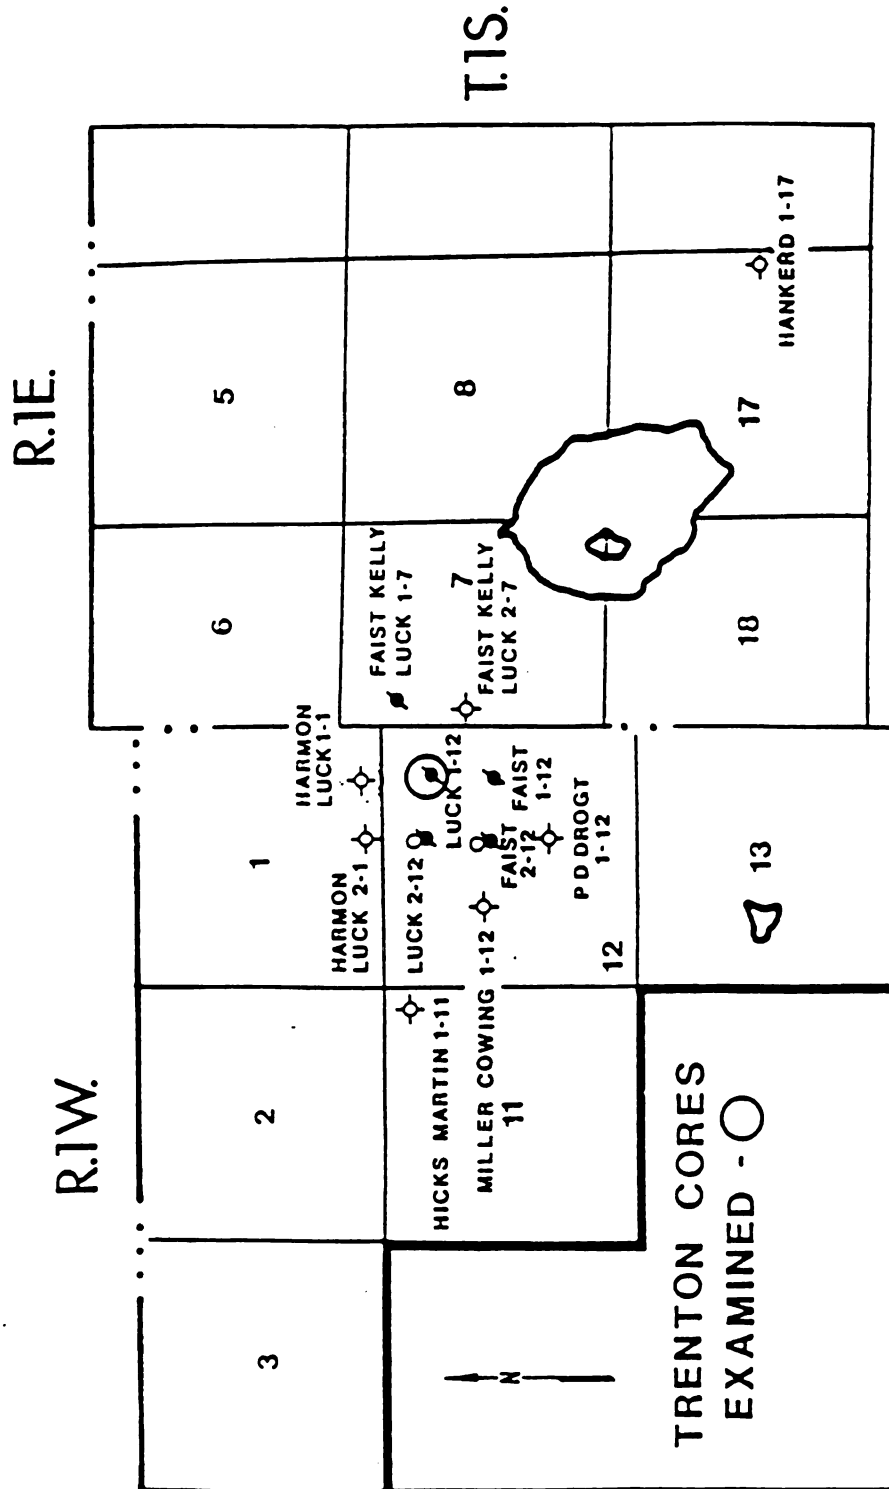 R.1W.
R.1E.
T.1S.
3
2
1
6
5
HARMON
LUCK 2-1
HARMON
LUCK 1-1
HICKS MARTIN 1-11
MILLER COWING 1-12
11
LUCK 2-12
LUCK 1-12
FAIST
2-12
FAIST
1-12
PD DROGT
1-12
12
FAIST KELLY
LUCK 1-7
7
FAIST KELLY
LUCK 2-7
8
13
18
17
HANKERD 1-17
N
TRENTON CORES
EXAMINED -